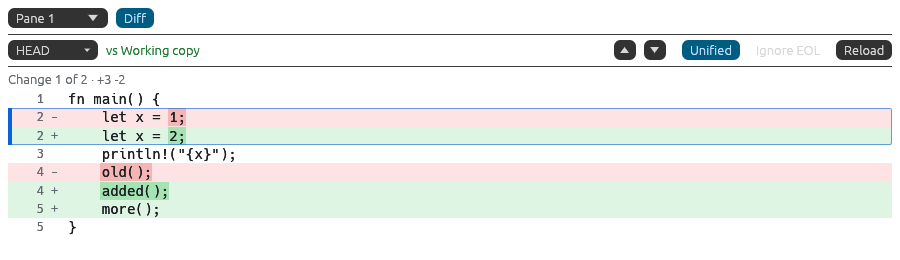 Pane 1 Diff
HEAD vs Working copy Unified Ignore EOL Reload
Change 1 of 2 · +3 -2
1 fn main() {
2 - let x = 1;
2 + let x = 2;
3 println!("{x}");
4 - old();
4 + added();
5 + more();
5 }